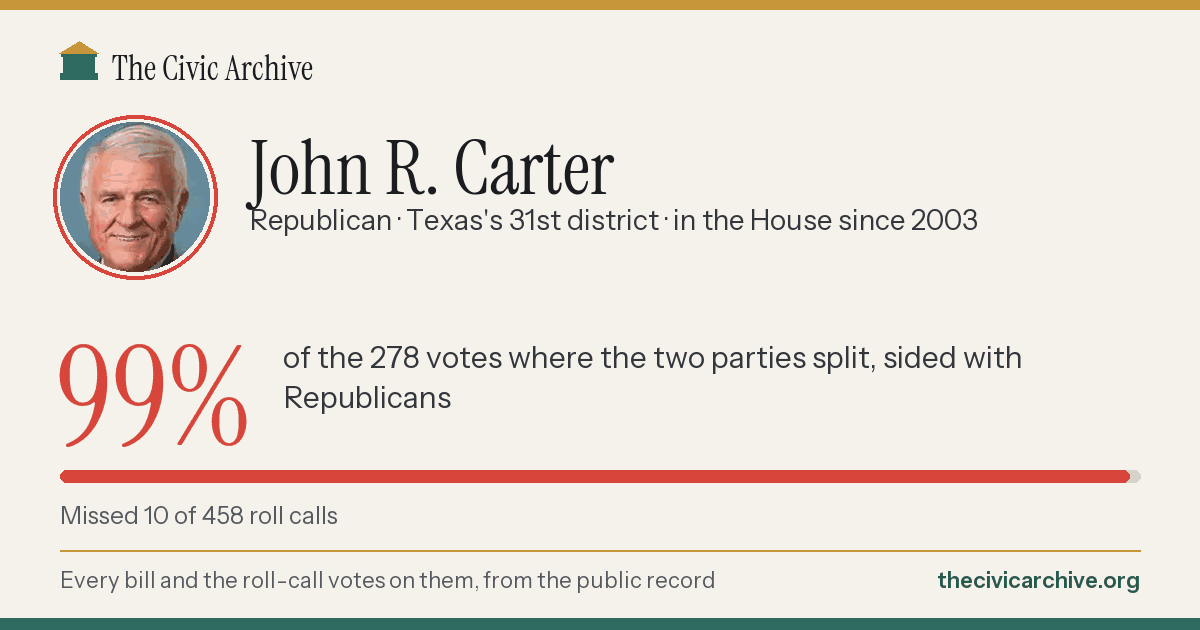 The Civic Archive
John R. Carter
Republican · Texas's 31st district · in the House since 2003
99%
of the 278 votes where the two parties split, sided with
Republicans
Missed 10 of 458 roll calls
Every bill and the roll-call votes on them, from the public record
thecivicarchive.org